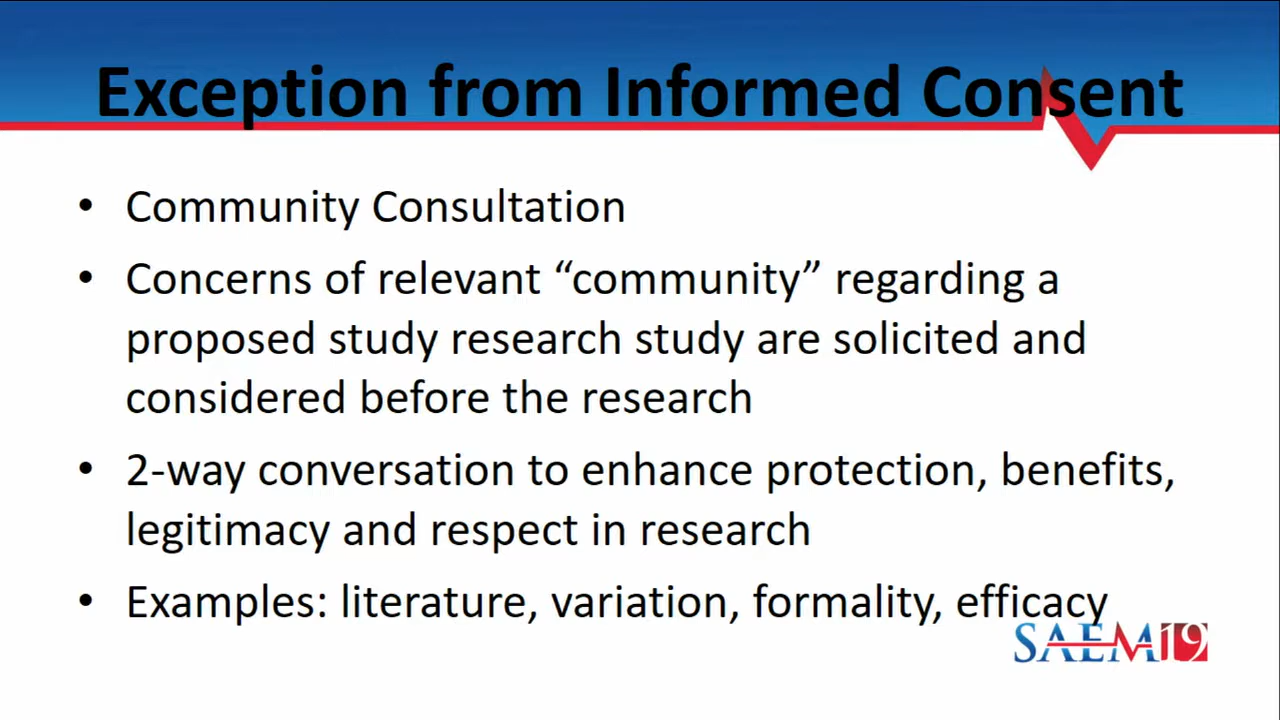 Exception from Informed Consent
• Community Consultation
• Concerns of relevant “community” regarding a
proposed study research study are solicited and
considered before the research
• 2-way conversation to enhance protection, benefits,
legitimacy and respect in research
• Examples: literature, variation, formality, efficacy
SAEM19